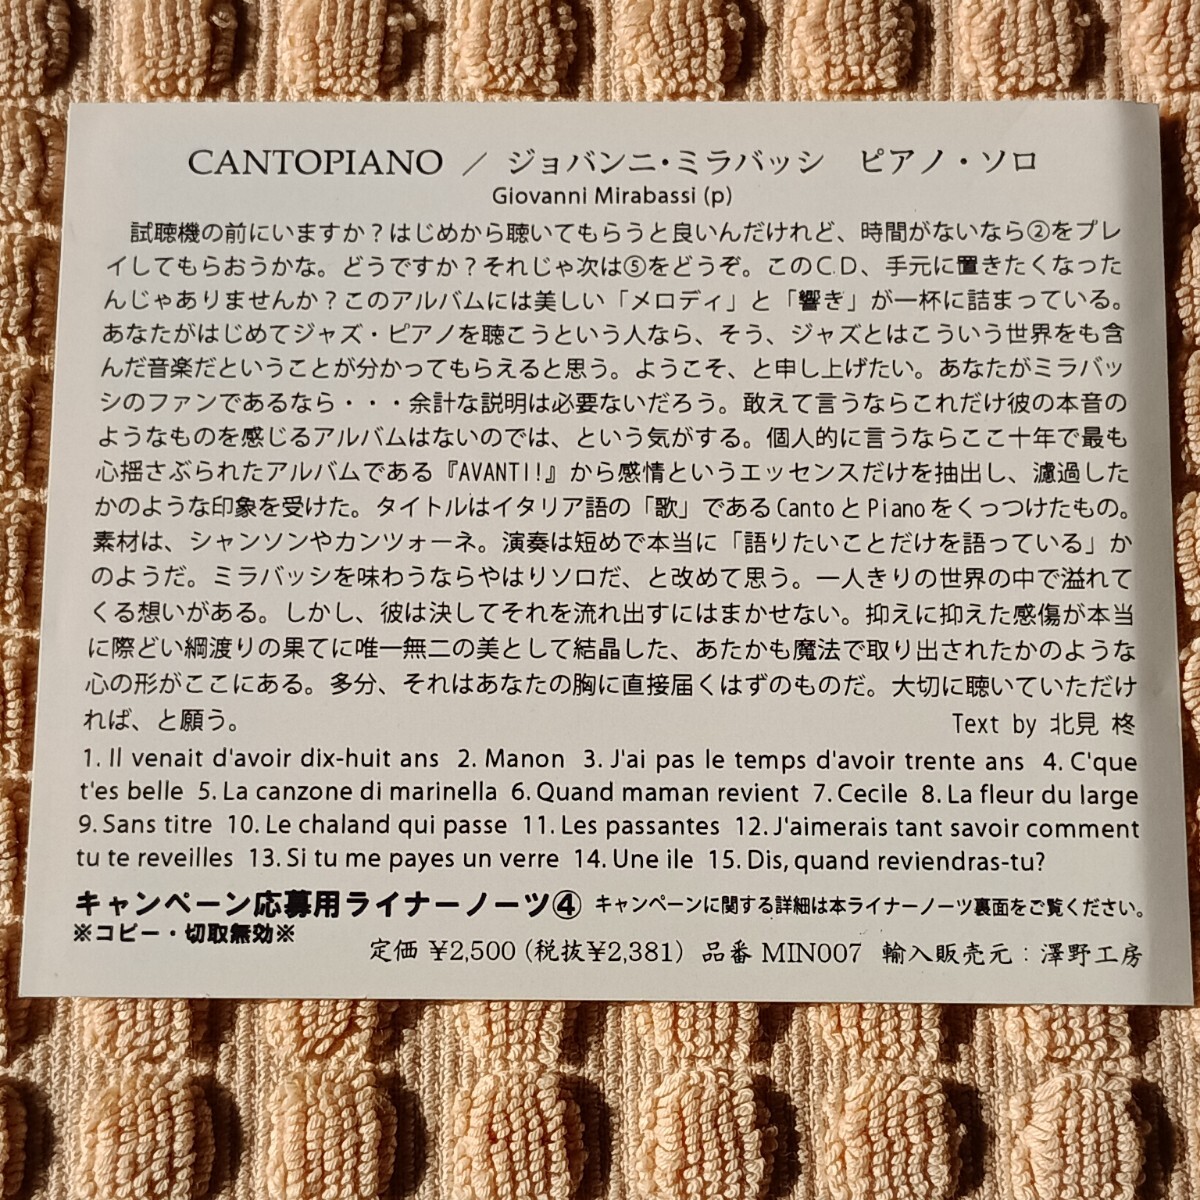 CANTOPIANO / ジョバンニ・ミラバッシ ピアノ・ソロ
Giovanni Mirabassi (p)
試聴機の前にいますか？はじめから聴いてもらうと良いんだけれど、時間がないなら②をプレ
イしてもらおうかな。どうですか？それじゃ次は⑤をどうぞ。このＣＤ、手元に置きたくなった
んじゃありませんか？このアルバムには美しい「メロディ」と「響き」が一杯に詰まっている。
あなたがはじめてジャズ・ピアノを聴こうという人なら、そう、ジャズとはこういう世界をも含
んだ音楽だということが分かってもらえると思う。ようこそ、と申し上げたい。あなたがミラバッ
シのファンであるなら・・・余計な説明は必要ないだろう。敢えて言うならこれだけ彼の本音の
ようなものを感じるアルバムはないのでは、という気がする。個人的に言うならここ十年で最も
心揺さぶられたアルバムである『AVANTI!』から感情というエッセンスだけを抽出し、濾過した
かのような印象を受けた。タイトルはイタリア語の「歌」であるCantoとPianoをくっつけたもの。
素材は、シャンソンやカンツォーネ。演奏は短めで本当に「語りたいことだけを語っている」か
のようだ。ミラバッシを味わうならやはりソロだ、と改めて思う。一人きりの世界の中で溢れて
くる想いがある。しかし、彼は決してそれを流れ出すにはまかせない。抑えに抑えた感傷が本当
に際どい綱渡りの果てに唯一無二の美として結晶した、あたかも魔法で取り出されたかのような
心の形がここにある。多分、それはあなたの胸に直接届くはずのものだ。大切に聴いていただけ
れば、と願う。 Text by 北見 柊
1. Il venait d'avoir dix-huit ans 2. Manon 3. J'ai pas le temps d'avoir trente ans 4. C'que
t'es belle 5. La canzone di marinella 6. Quand maman revient 7. Cecile 8. La fleur du large
9. Sans titre 10. Le chaland qui passe 11. Les passantes 12. J'aimerais tant savoir comment
tu te reveilles 13. Si tu me payes un verre 14. Une ile 15. Dis, quand reviendras-tu?
キャンペーン応募用ライナーノーツ④ キャンペーンに関する詳細は本ライナーノーツ裏面をご覧ください。
※コピー・切取無効※
定価 ¥2,500（税抜¥2,381）品番 MIN007 輸入販売元：澤野工房